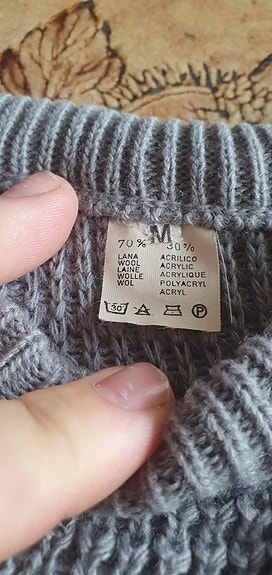 M
70% 30%
LANA ACRILICO
WOOL ACRYLIC
LAINE ACRYLIQUE
WOLLE POLYACRYL
WOL ACRYL
30 A P